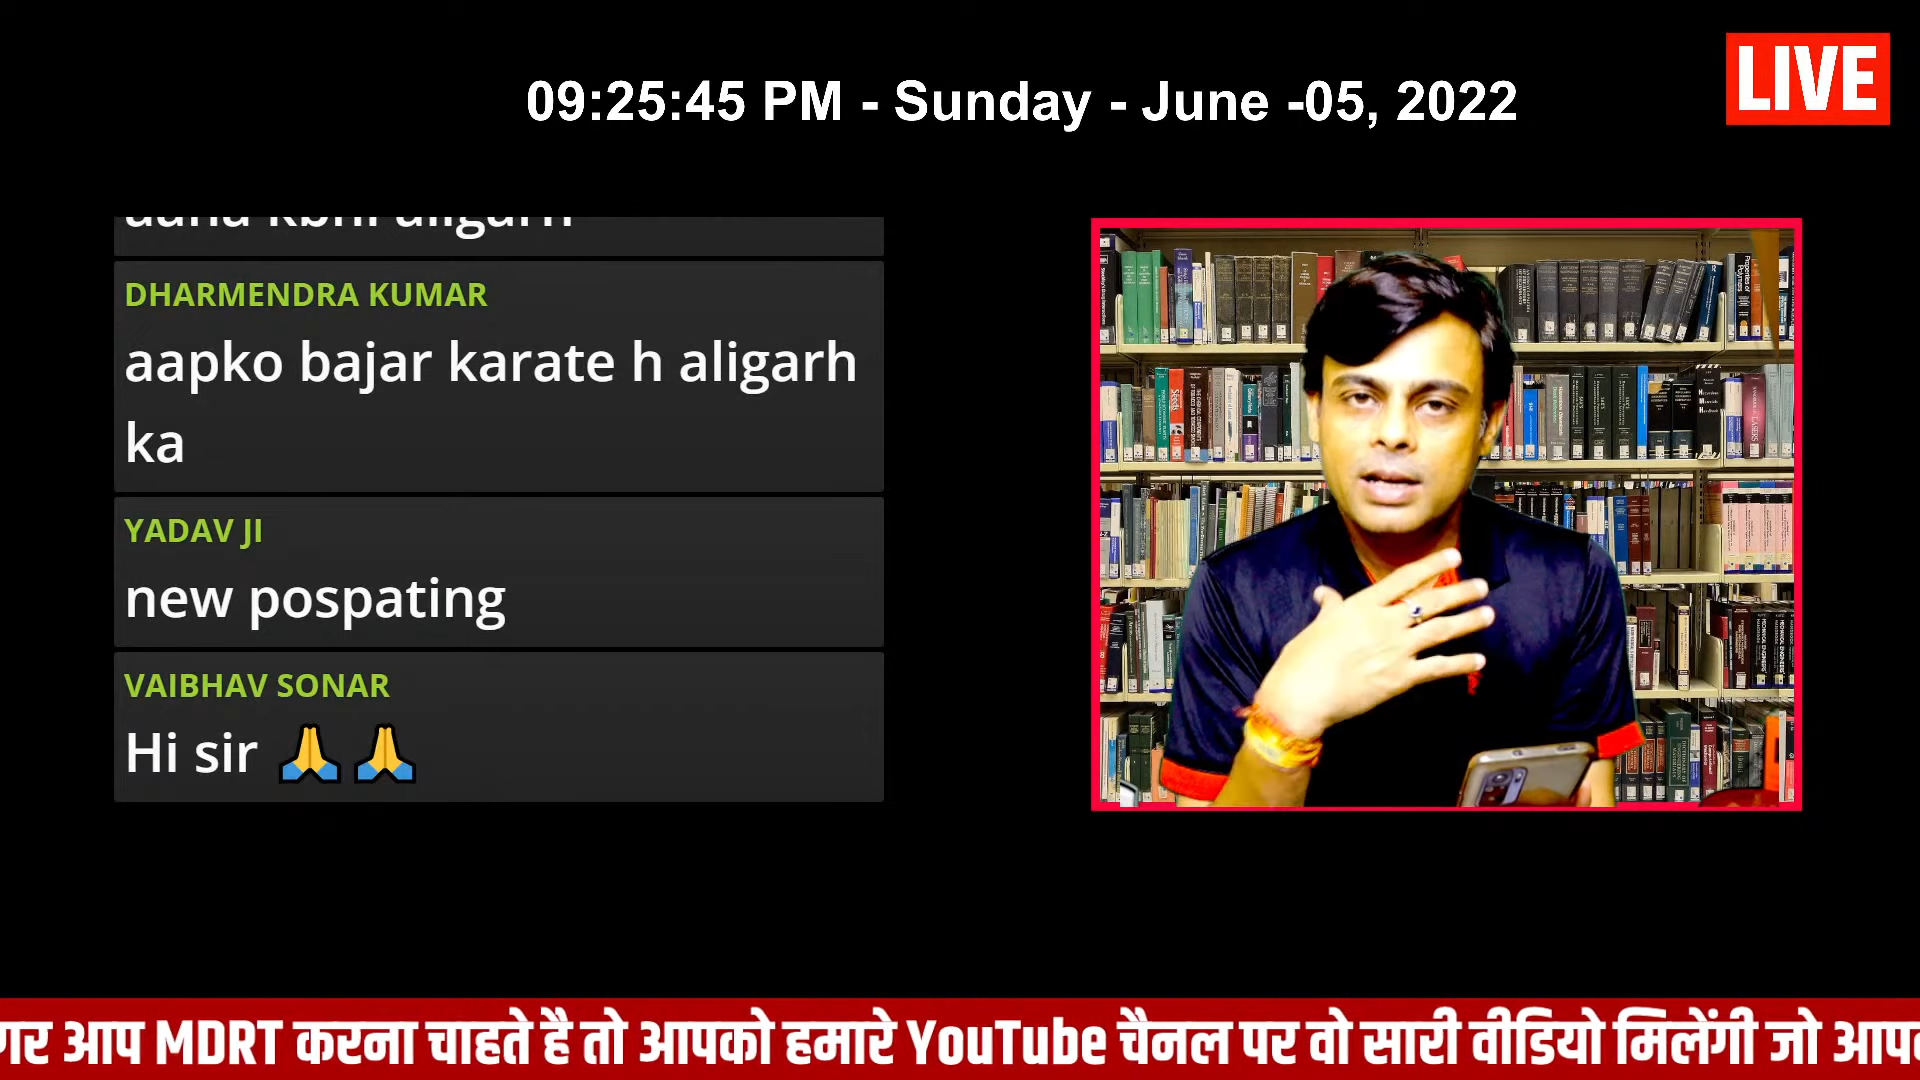 09:25:45 PM - Sunday - June -05, 2022
LIVE
DHARMENDRA KUMAR
aapko bajar karate h aligarh
ka
YADAV JI
new pospating
VAIBHAV SONAR
Hi sir 🙏🙏
आप MDRT करना चाहते है तो आपको हमारे YouTube चैनल पर वो सारी वीडियो मिलेंगी जो